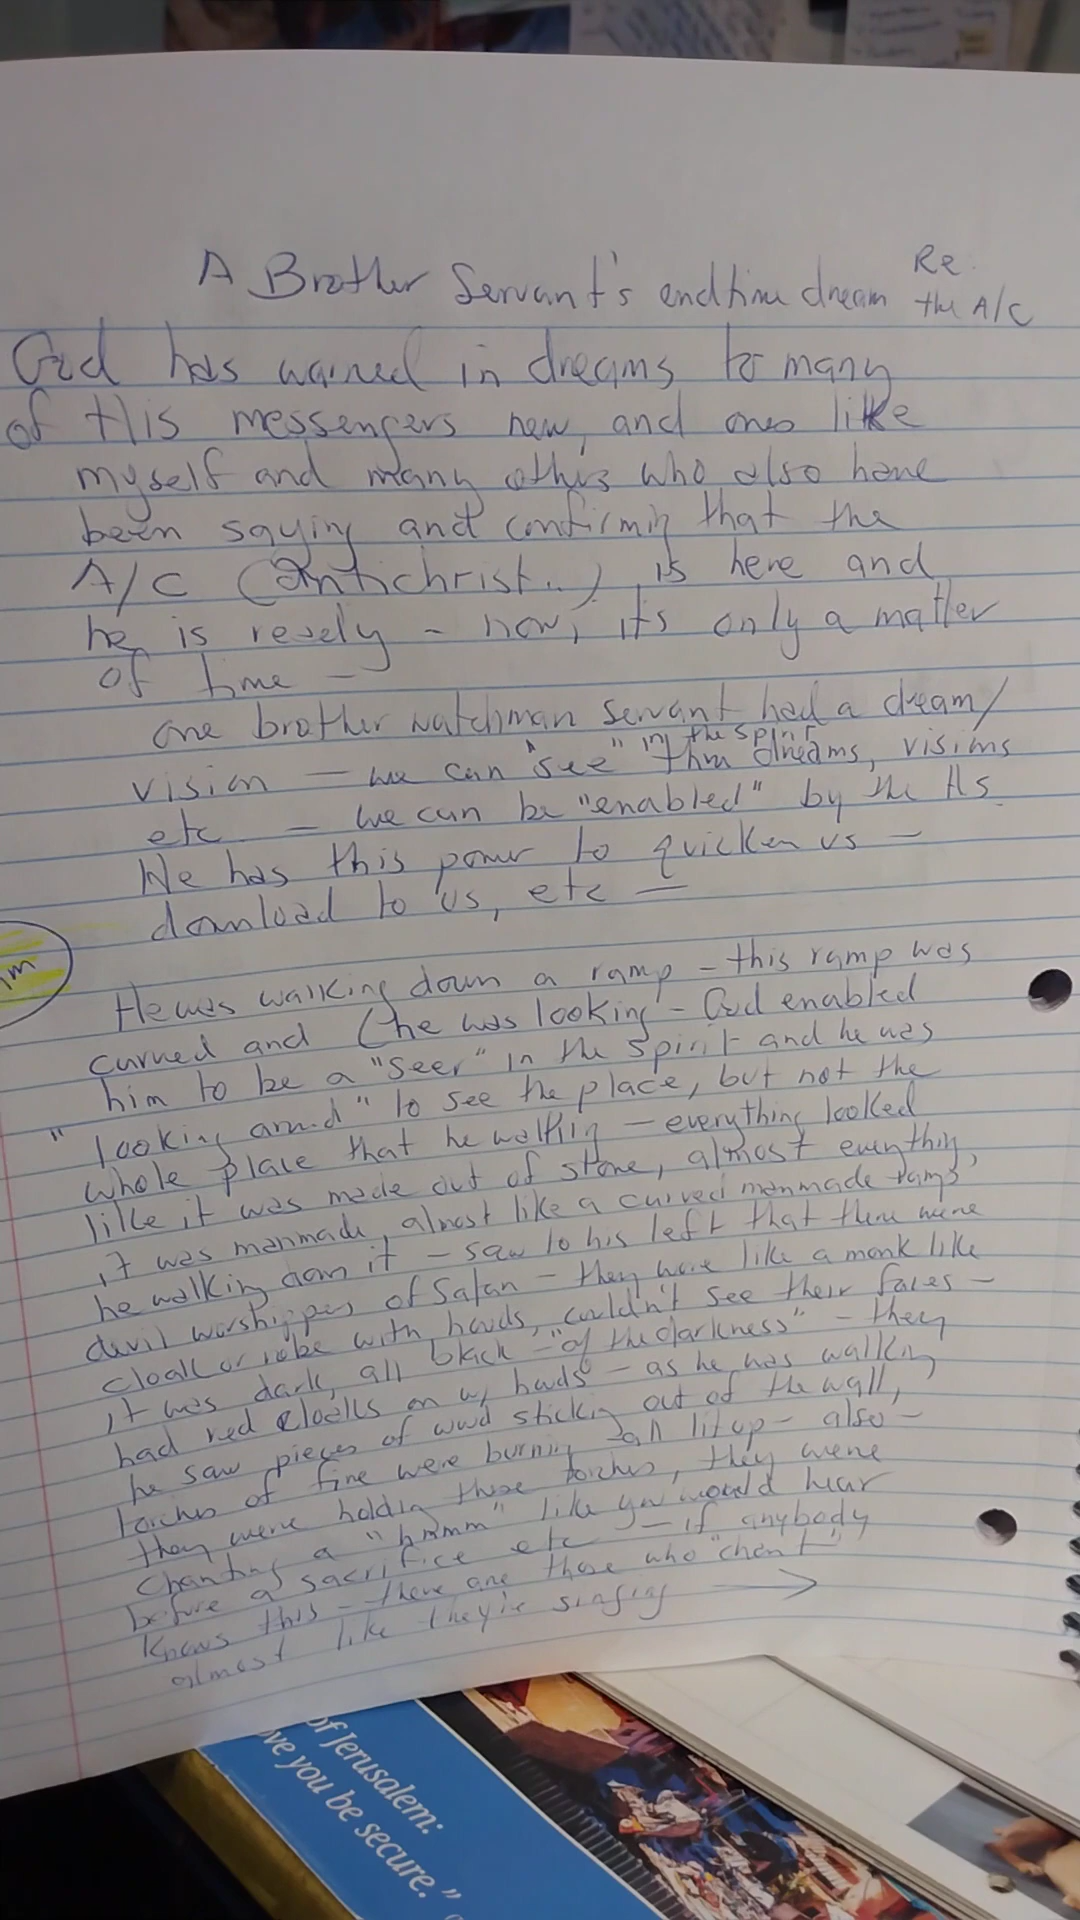 A Brother Servant's endtime dream Re the A/C
God has warned in dreams to many
of His messengers now, and ones like
myself and many others who also have
been saying and confirming that the
A/C (Antichrist..) is here and
he is ready - now, it's only a matter
of time -
one brother watchman servant had a dream/
vision - we can "see" "in the spirit" thru dreams, visions
etc - we can be "enabled" by the HS
He has this power to quicken us -
download to us, etc -
He was walking down a ramp - this ramp was
curved and (he was looking - God enabled
him to be a "seer" in the spirit and he was
"looking around" to see the place, but not the
whole place that he walking - everything looked
like it was made out of stone, almost everything,
it was manmade, almost like a curved manmade ramp
he walking down it - saw to his left that there were
devil worshippers of Satan - they were like a monk like
cloak or robe with hoods, couldn't see their faces -
it was dark, all black - "of the darkness" - they
had red cloaks on w/ hoods - as he was walking
he saw pieces of wood sticking out of the wall,
torches of fire were burning all lit up - also -
they were holding these torches, they were
chanting a "hmmm" like you would hear
before a sacrifice etc - if anybody
knows this - there are those who "chant"
almost like they're singing →
of Jerusalem:
ve you be secure."